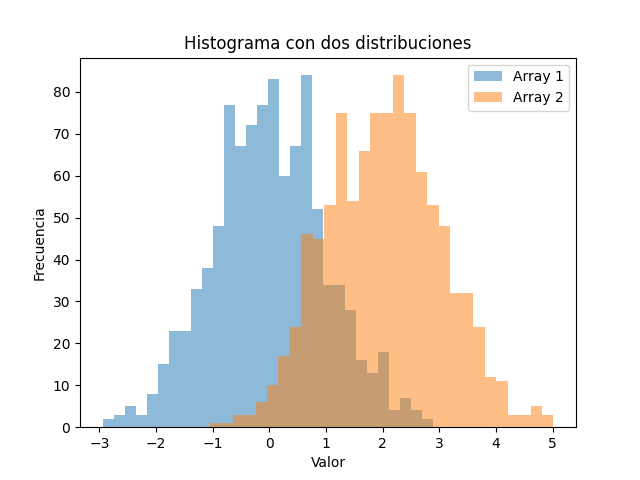 Histograma con dos distribuciones
Array 1
Array 2
Frecuencia
80
70
60
50
40
30
20
10
0
−3 −2 −1 0 1 2 3 4 5
Valor